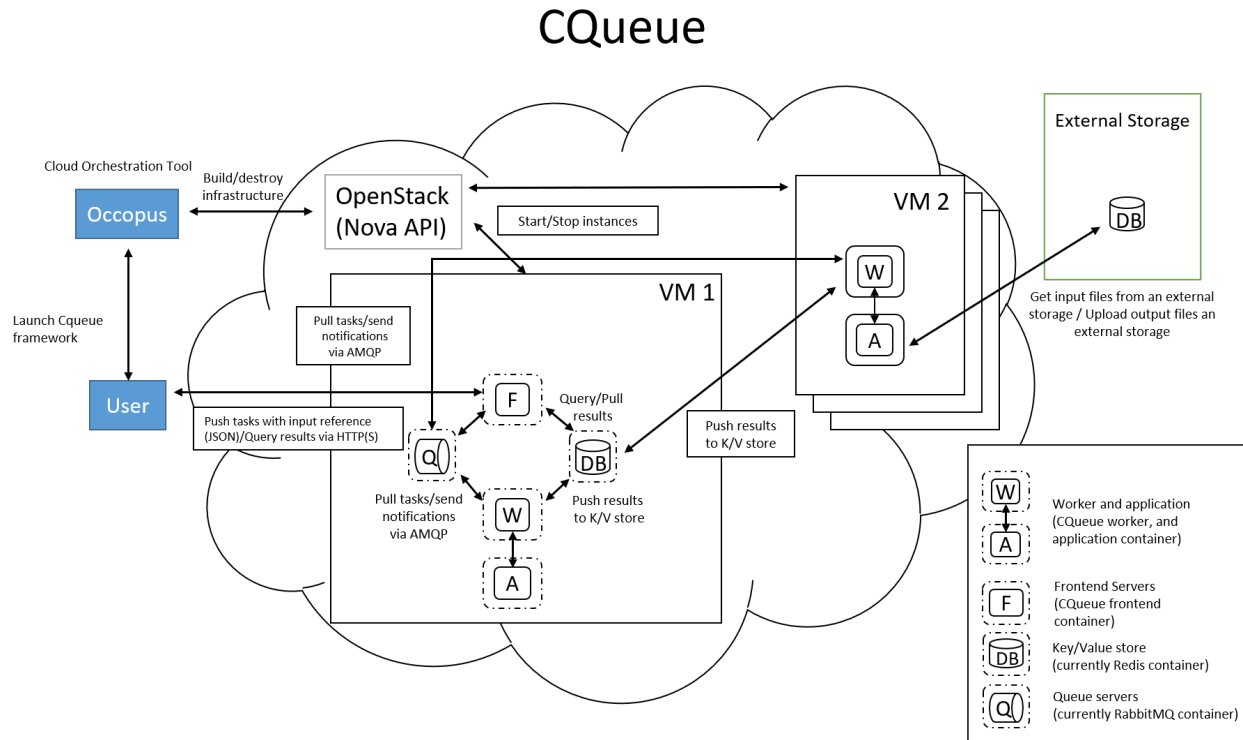 CQueue
External Storage
DB
Get input files from an external
storage / Upload output files an
external storage
Cloud Orchestration Tool
Occopus
Build/destroy
infrastructure
OpenStack
(Nova API)
Start/Stop instances
VM 2
W
A
VM 1
Launch Cqueue
framework
User
Pull tasks/send
notifications
via AMQP
Push tasks with input reference
(JSON)/Query results via HTTP(S)
F
Query/Pull
results
Q
DB
Pull tasks/send
notifications
via AMQP
W
Push results
to K/V store
A
Push results
to K/V store
W
A
Worker and application
(CQueue worker, and
application container)
F
Frontend Servers
(CQueue frontend
container)
DB
Key/Value store
(currently Redis container)
Q
Queue servers
(currently RabbitMQ container)